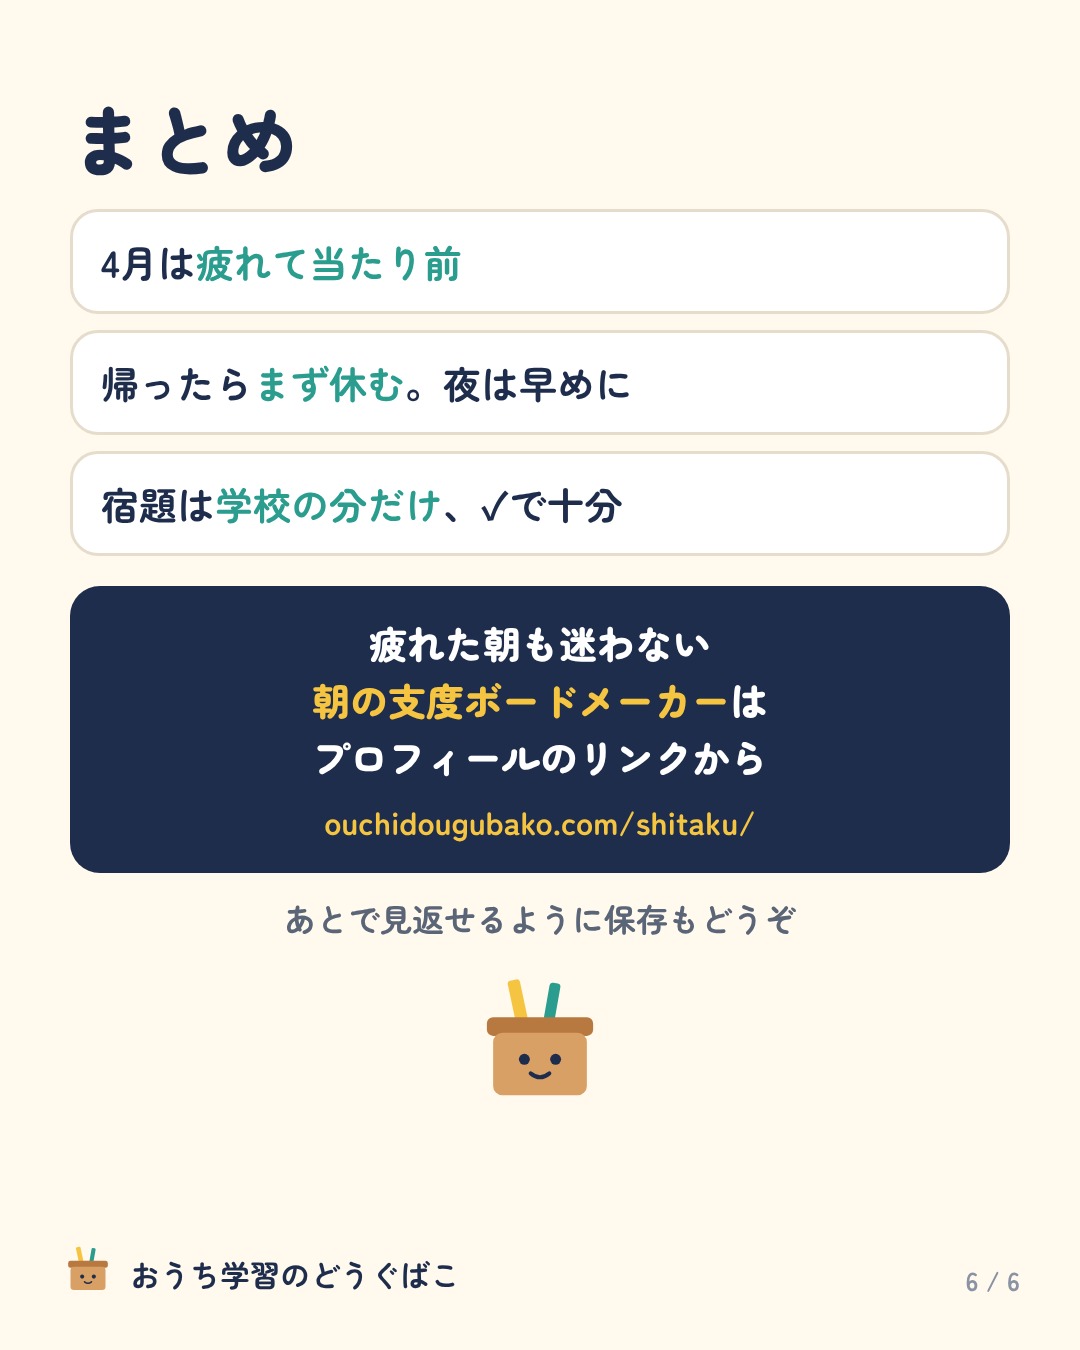 まとめ
4月は疲れて当たり前
帰ったらまず休む。夜は早めに
宿題は学校の分だけ、✓で十分
疲れた朝も迷わない
朝の支度ボードメーカーは
プロフィールのリンクから
ouchidougubako.com/shitaku/
あとで見返せるように保存もどうぞ
おうち学習のどうぐばこ
6 / 6